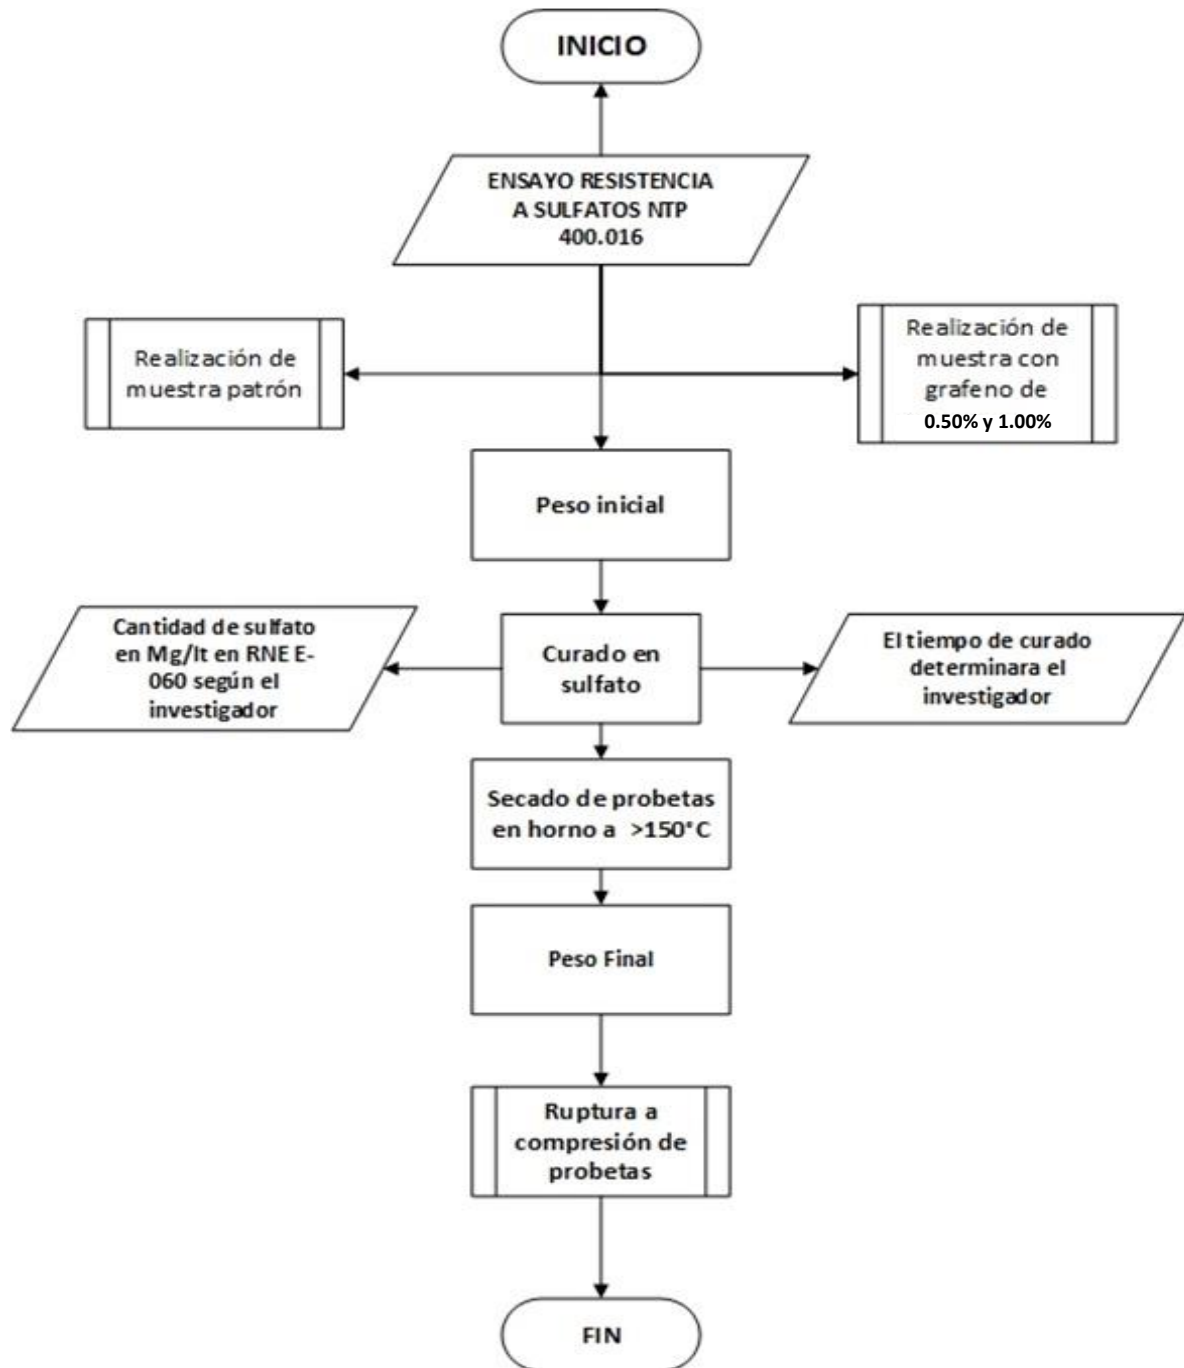 INICIO
ENSAYO RESISTENCIA
A SULFATOS NTP
400.016
Realización de
muestra patrón
Realización de
muestra con
grafeno de
0.50% y 1.00%
Peso inicial
Cantidad de sulfato
en Mg/lt en RNE E-
060 según el
investigador
Curado en
sulfato
El tiempo de curado
determinara el
investigador
Secado de probetas
en horno a >150°C
Peso Final
Ruptura a
compresión de
probetas
FIN